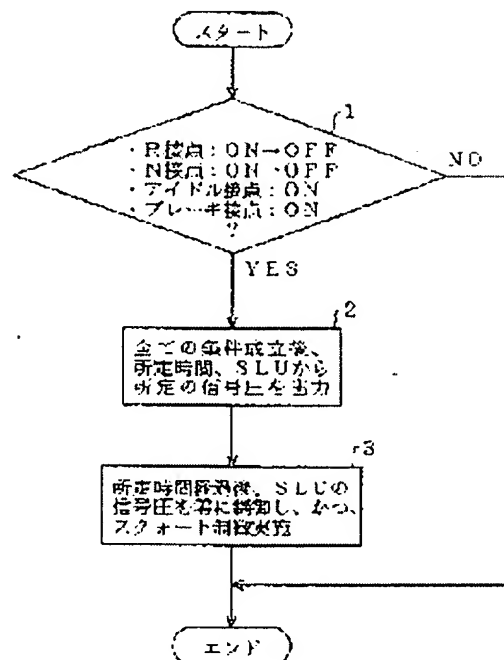 スタート
1
・R接点：ON→OFF
・N接点：ON→OFF
・アイドル接点：ON
・ブレーキ接点：ON
？
NO
YES
2
全ての条件成立後、
所定時間、SLUから
所定の信号圧を出力
3
所定時間経過後、SLUの
信号圧を零に制御し、かつ、
スクォート制御実施
エンド